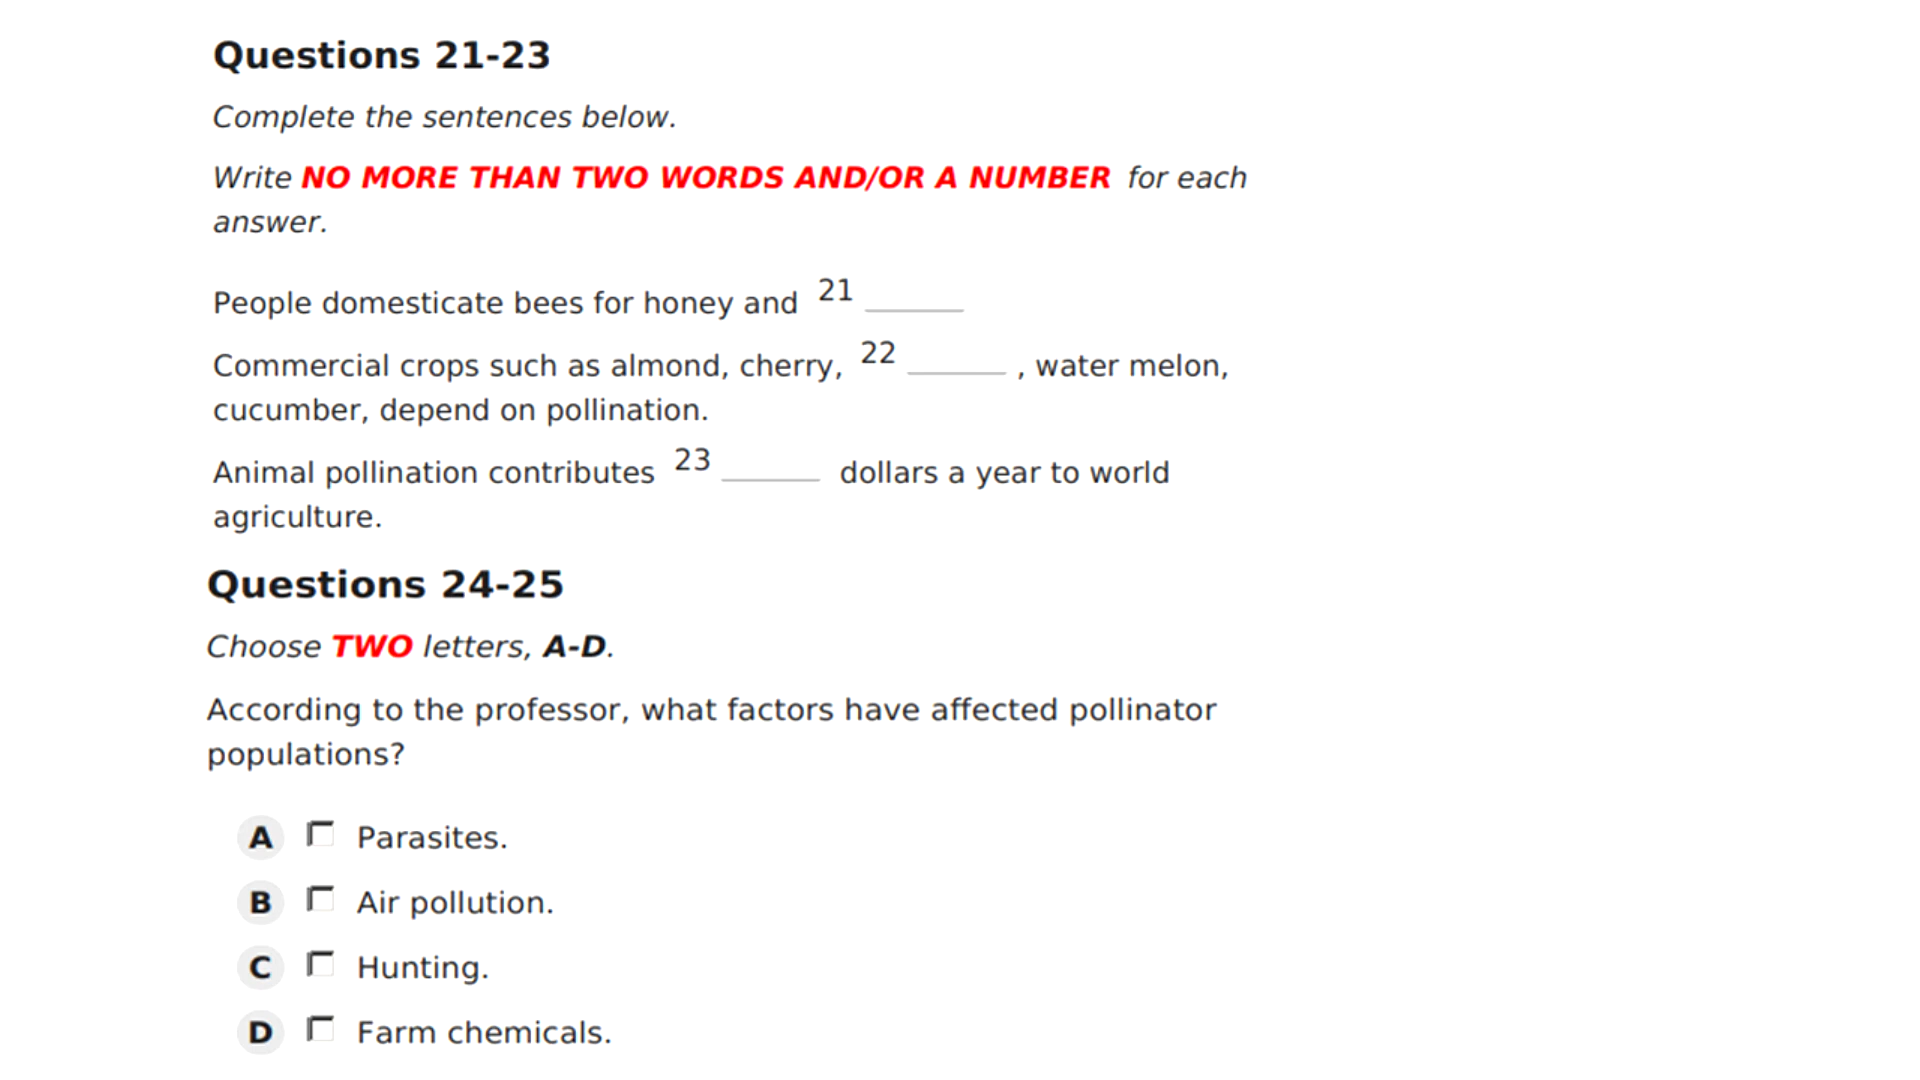 Questions 21-23
Complete the sentences below.
Write NO MORE THAN TWO WORDS AND/OR A NUMBER for each
answer.
People domesticate bees for honey and 21 ______
Commercial crops such as almond, cherry, 22 ______ , water melon,
cucumber, depend on pollination.
Animal pollination contributes 23 ______ dollars a year to world
agriculture.
Questions 24-25
Choose TWO letters, A-D.
According to the professor, what factors have affected pollinator
populations?
A Parasites.
B Air pollution.
C Hunting.
D Farm chemicals.